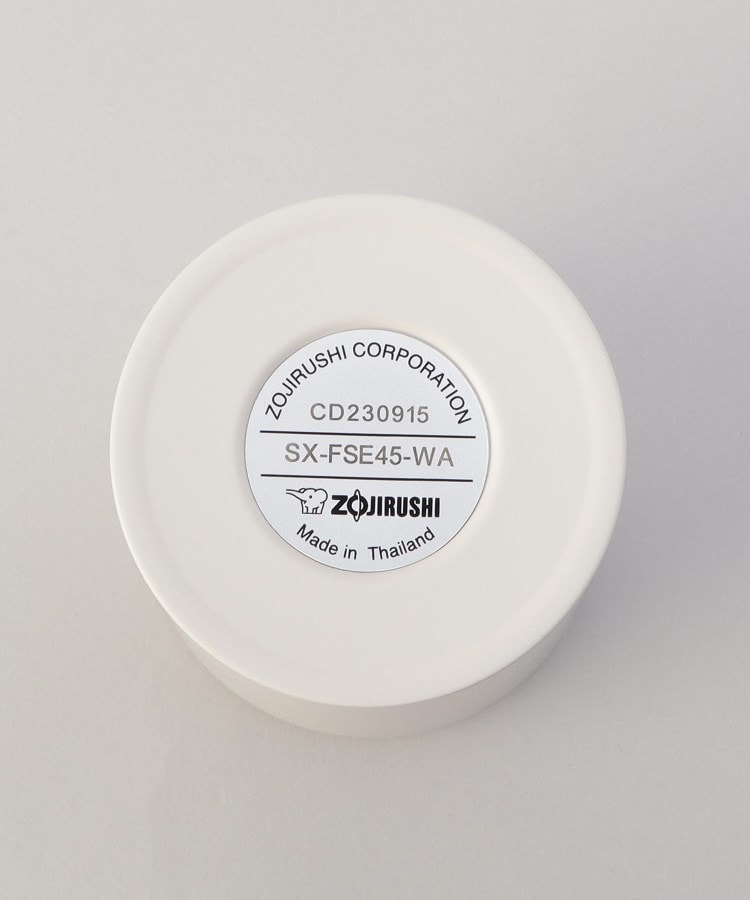 ZOJIRUSHI CORPORATION
CD230915
SX-FSE45-WA
ZOJIRUSHI
Made in Thailand